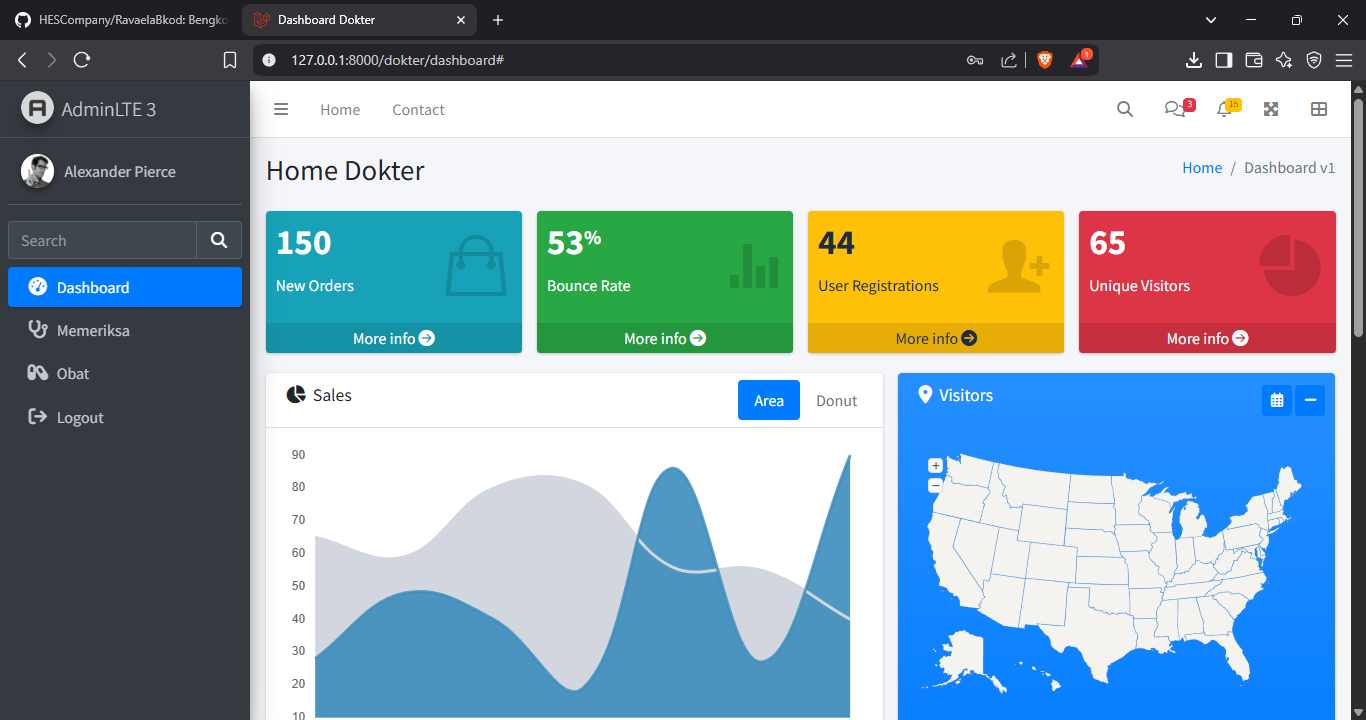 HESCompany/RavaelaBkod: Bengko
Dashboard Dokter
127.0.0.1:8000/dokter/dashboard#
1
AdminLTE 3
Home
Contact
3
15
Alexander Pierce
Home Dokter
Home / Dashboard v1
Search
Dashboard
Memeriksa
Obat
Logout
150
New Orders
More info
53%
Bounce Rate
More info
44
User Registrations
More info
65
Unique Visitors
More info
Sales
Area
Donut
90
80
70
60
50
40
30
20
10
Visitors
+
−